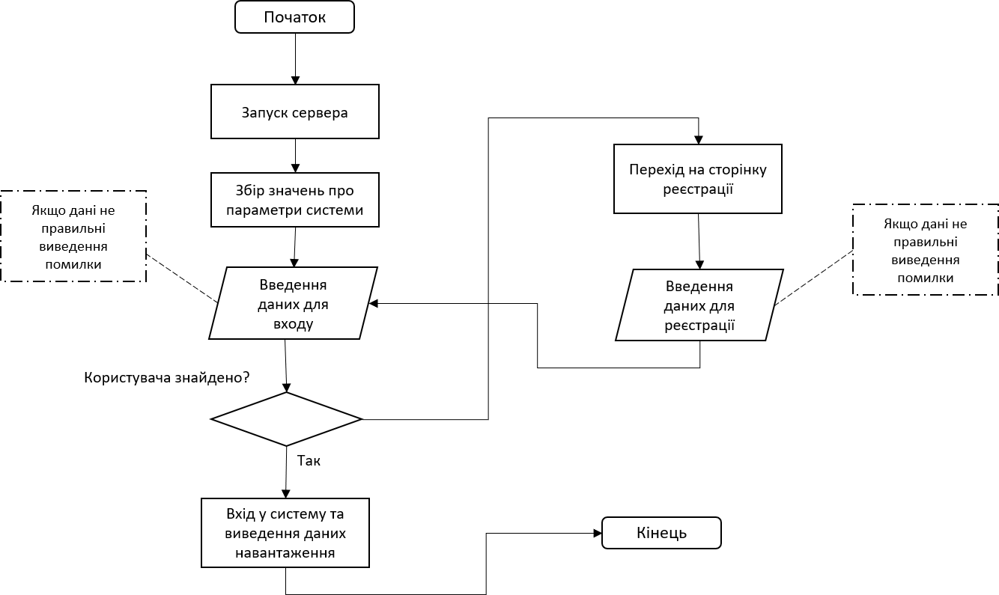 Початок
Запуск сервера
Збір значень про
параметри системи
Якщо дані не
правильні
виведення
помилки
Введення
даних для
входу
Користувача знайдено?
Так
Вхід у систему та
виведення даних
навантаження
Перехід на сторінку
реєстрації
Введення
даних для
реєстрації
Якщо дані не
правильні
виведення
помилки
Кінець